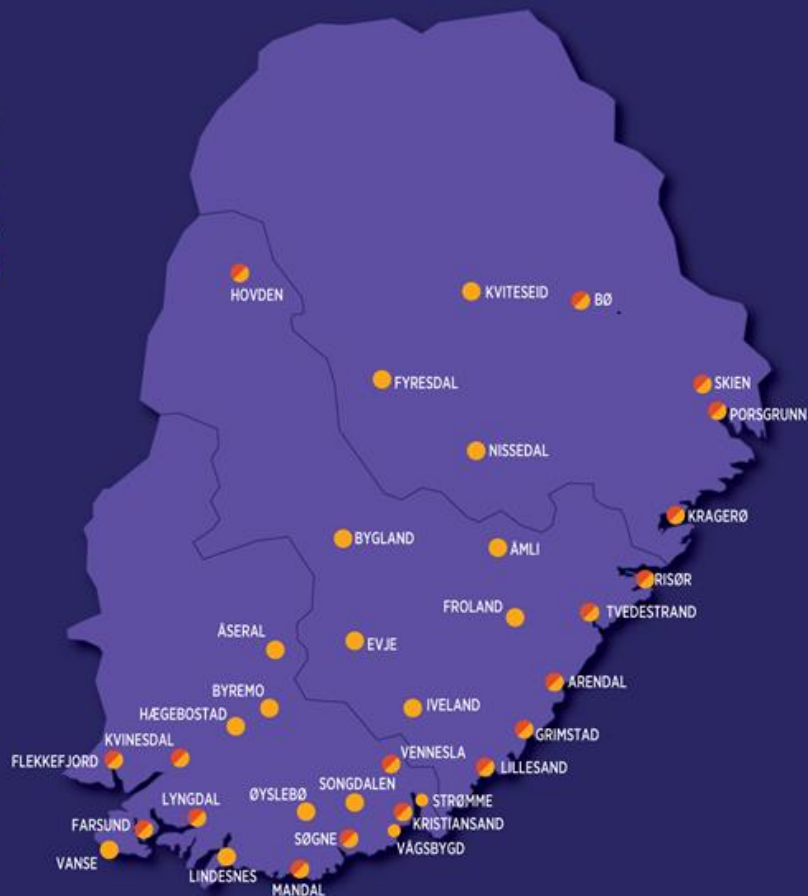 HOVDEN
KVITESEID
BØ
FYRESDAL
SKIEN
PORSGRUNN
NISSEDAL
KRAGERØ
BYGLAND
ÅMLI
RISØR
FROLAND
TVEDESTRAND
ÅSERAL
EVJE
ARENDAL
BYREMO
IVELAND
HÆGEBOSTAD
GRIMSTAD
KVINESDAL
VENNESLA
FLEKKEFJORD
LILLESAND
SONGDALEN
LYNGDAL
ØYSLEBØ
STRØMME
FARSUND
KRISTIANSAND
SØGNE
VÅGSBYGD
VANSE
LINDESNES
MANDAL